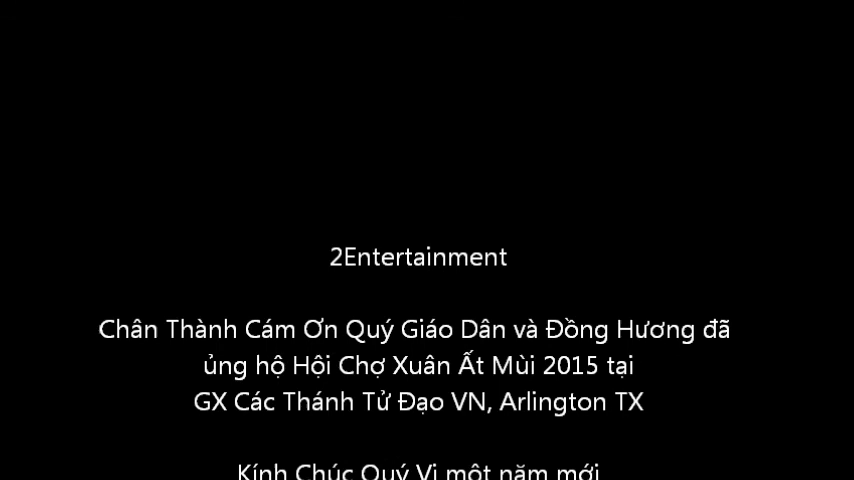 2Entertainment
Chân Thành Cám Ơn Quý Giáo Dân và Đồng Hương đã
ủng hộ Hội Chợ Xuân Ất Mùi 2015 tại
GX Các Thánh Tử Đạo VN, Arlington TX
Kính Chúc Quý Vị một năm mới